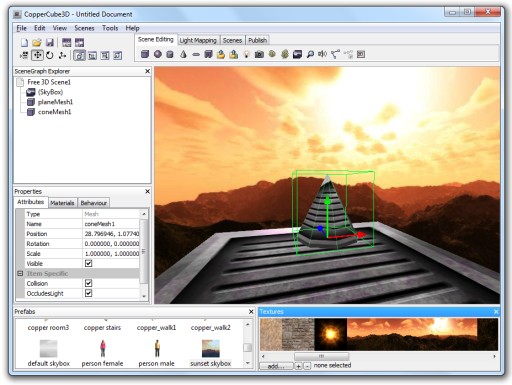 CopperCube3D - Untitled Document
File Edit View Scenes Tools Help
Scene Editing Light Mapping Scenes Publish
SceneGraph Explorer
Free 3D Scene1
(SkyBox)
planeMesh1
coneMesh1
Properties
Attributes Materials Behaviour
Type Mesh
Name coneMesh1
Position 28.796946, 1.07740
Rotation 0.000000, 0.000000
Scale 1.000000, 1.000000
Visible
Item Specific
Collision
OccludesLight
Prefabs
copper room3 copper stairs copper_walk1 copper_walk2
default skybox person female person male sunset skybox
Textures
add... + - none selected